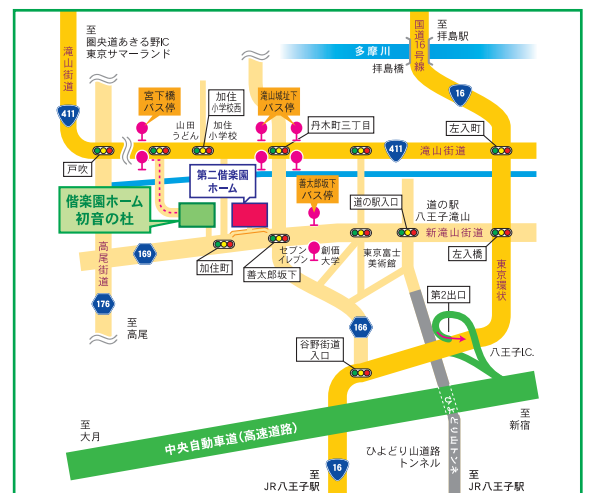 至
圏央道あきる野IC
東京サマーランド
滝山街道
411
至
拝島駅
国道16号線
多摩川
拝島橋
16
宮下橋
バス停
加住
小学校西
滝山城址下
バス停
山田
うどん
加住
小学校
丹木町三丁目
左入町
411
滝山街道
戸吹
第二偕楽園
ホーム
善太郎坂下
バス停
偕楽園ホーム
初音の杜
道の駅入口
道の駅
八王子滝山
新滝山街道
高尾街道
169
加住町
セブン
イレブン
創価
大学
東京富士
美術館
左入橋
善太郎坂下
東京環状
176
至
高尾
166
第2出口
谷野街道
入口
八王子I.C.
至
大月
中央自動車道(高速道路)
ひよどり山トンネ
至
新宿
ひよどり山道路
トンネル
16
至
JR八王子駅
至
JR八王子駅